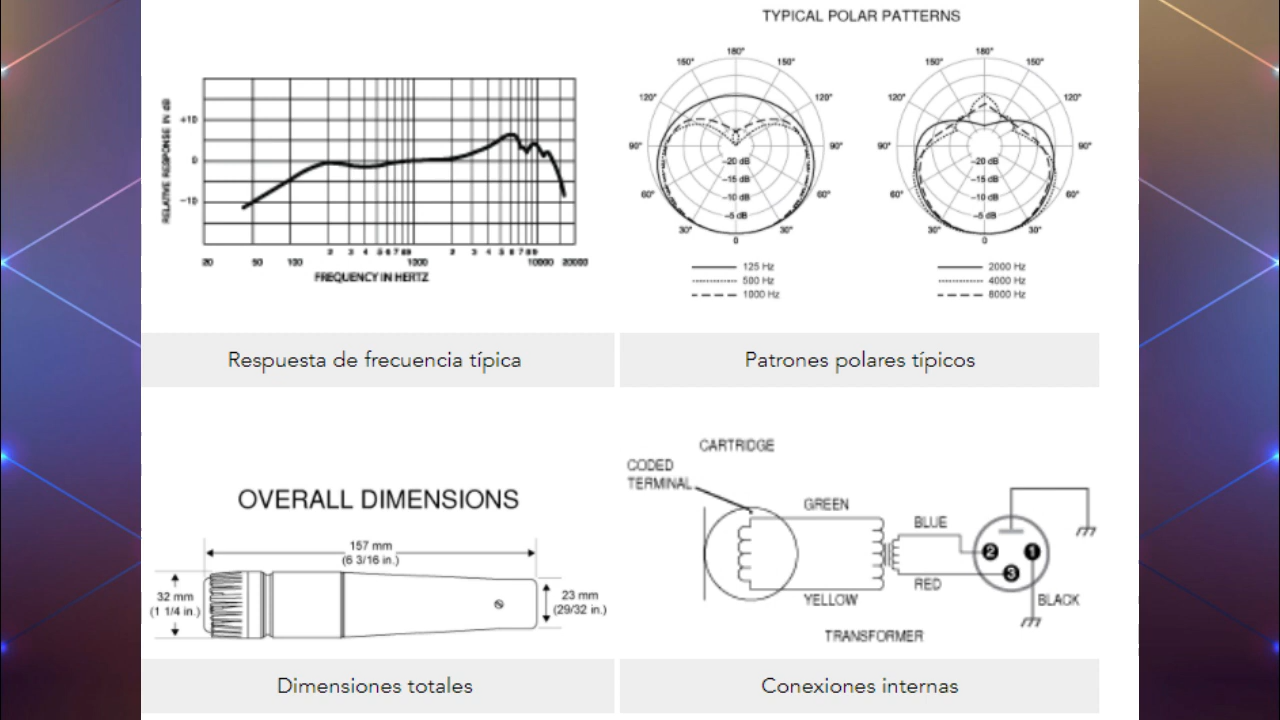 RELATIVE RESPONSE IN dB
+10
0
−10
20 50 100 2 3 4 5 6 7 8 9 1000 2 3 4 5 6 7 8 9 10000 20000
FREQUENCY IN HERTZ
Respuesta de frecuencia típica
TYPICAL POLAR PATTERNS
180°
150° 150°
120° 120°
90° 90°
60° 60°
30° 30°
0
−20 dB
−15 dB
−10 dB
−5 dB
125 Hz
500 Hz
1000 Hz
180°
150° 150°
120° 120°
90° 90°
60° 60°
30° 30°
0
−20 dB
−15 dB
−10 dB
−5 dB
2000 Hz
4000 Hz
8000 Hz
Patrones polares típicos
OVERALL DIMENSIONS
157 mm
(6 3/16 in.)
32 mm
(1 1/4 in.)
23 mm
(29/32 in.)
Dimensiones totales
CARTRIDGE
CODED
TERMINAL
GREEN
YELLOW
BLUE
RED
2 1
3
BLACK
TRANSFORMER
Conexiones internas